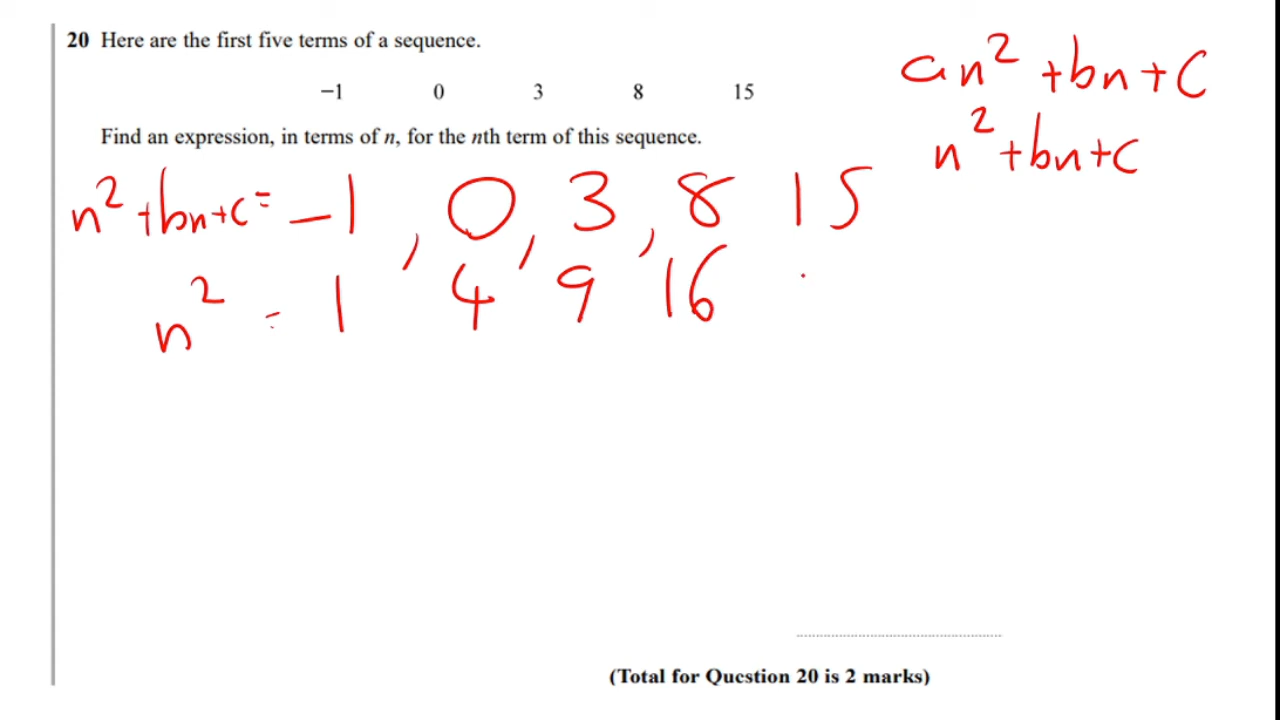 20 Here are the first five terms of a sequence.
an² + bn + c
−1 0 3 8 15
Find an expression, in terms of n, for the nth term of this sequence.
n² + bn + c
n² + bn + c = −1, 0, 3, 8 15
n² = 1 4 9 16
(Total for Question 20 is 2 marks)